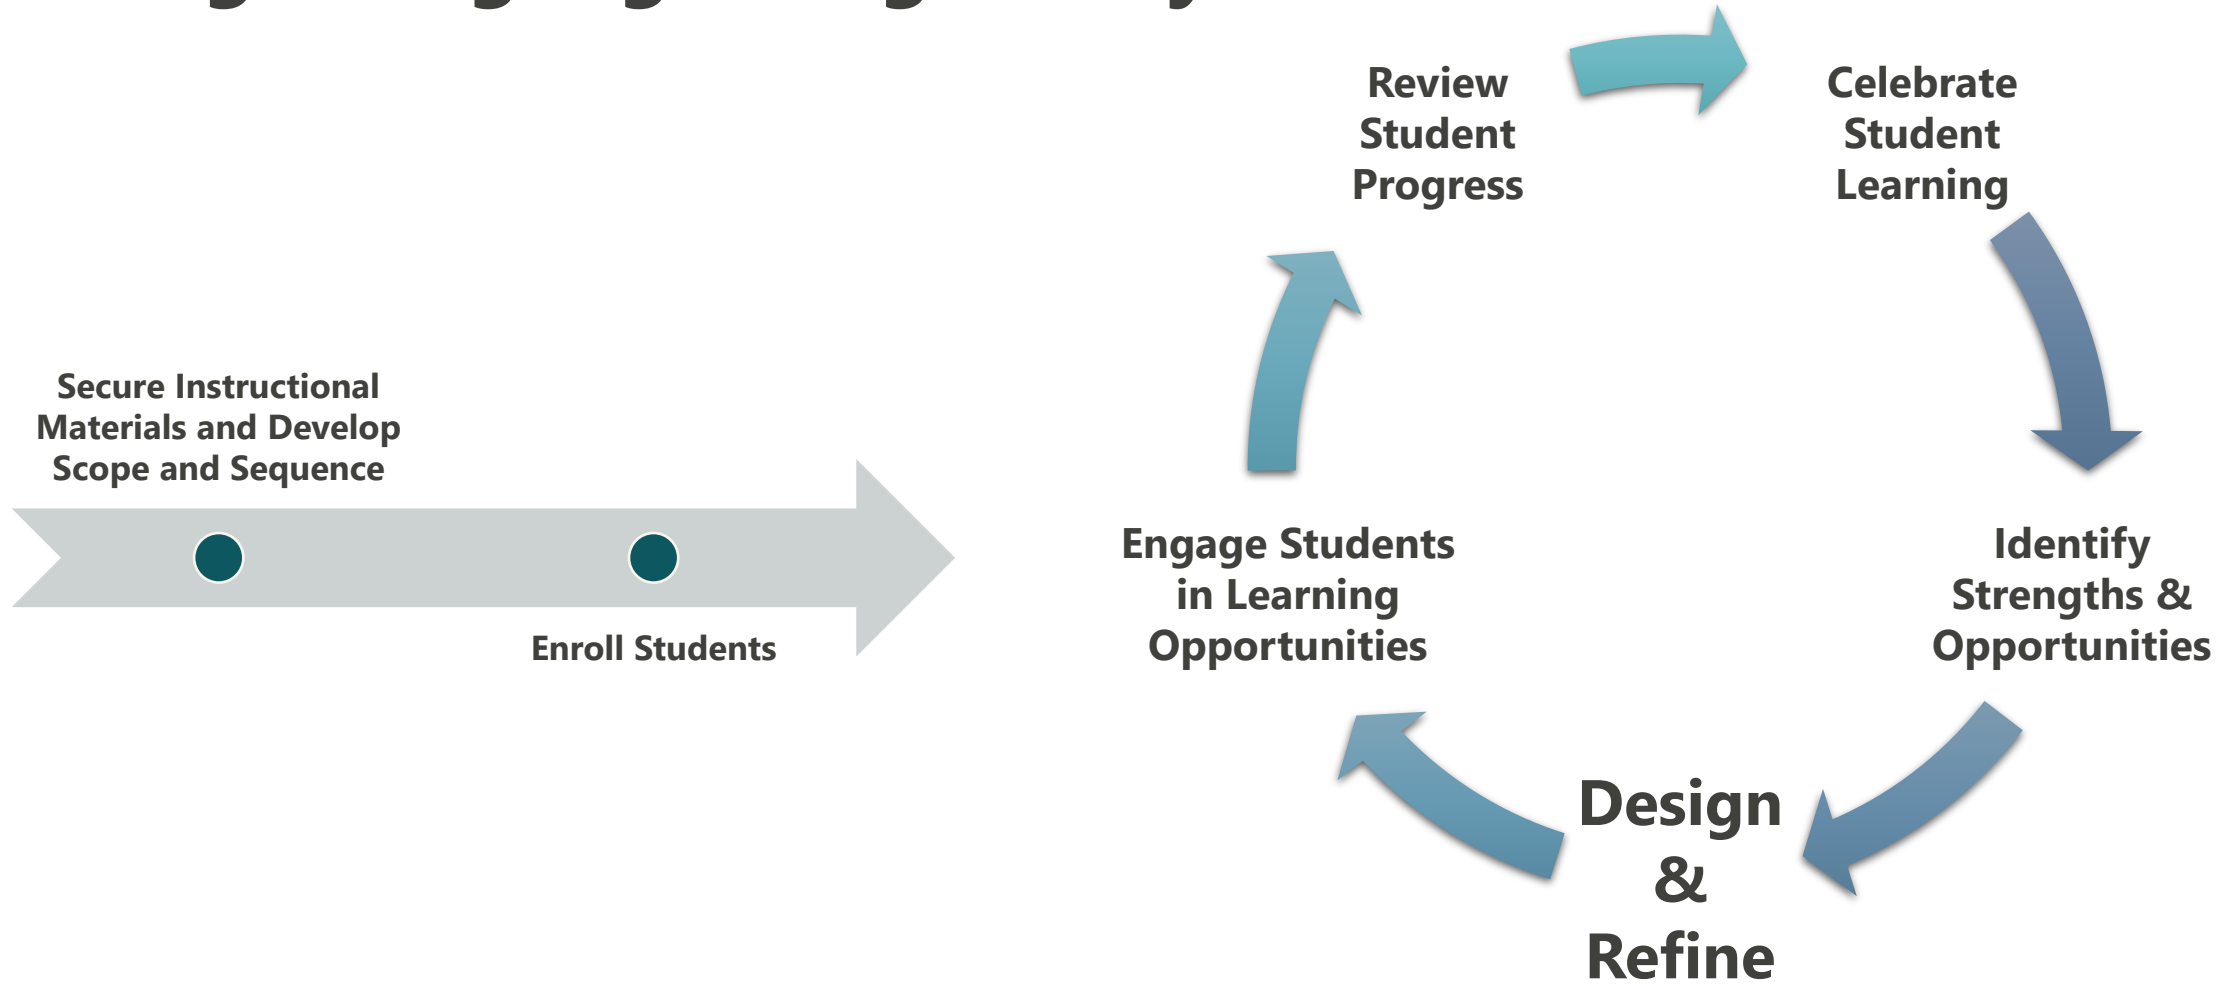 Secure Instructional
Materials and Develop
Scope and Sequence
Enroll Students
Review
Student
Progress
Celebrate
Student
Learning
Engage Students
in Learning
Opportunities
Identify
Strengths &
Opportunities
Design
&
Refine